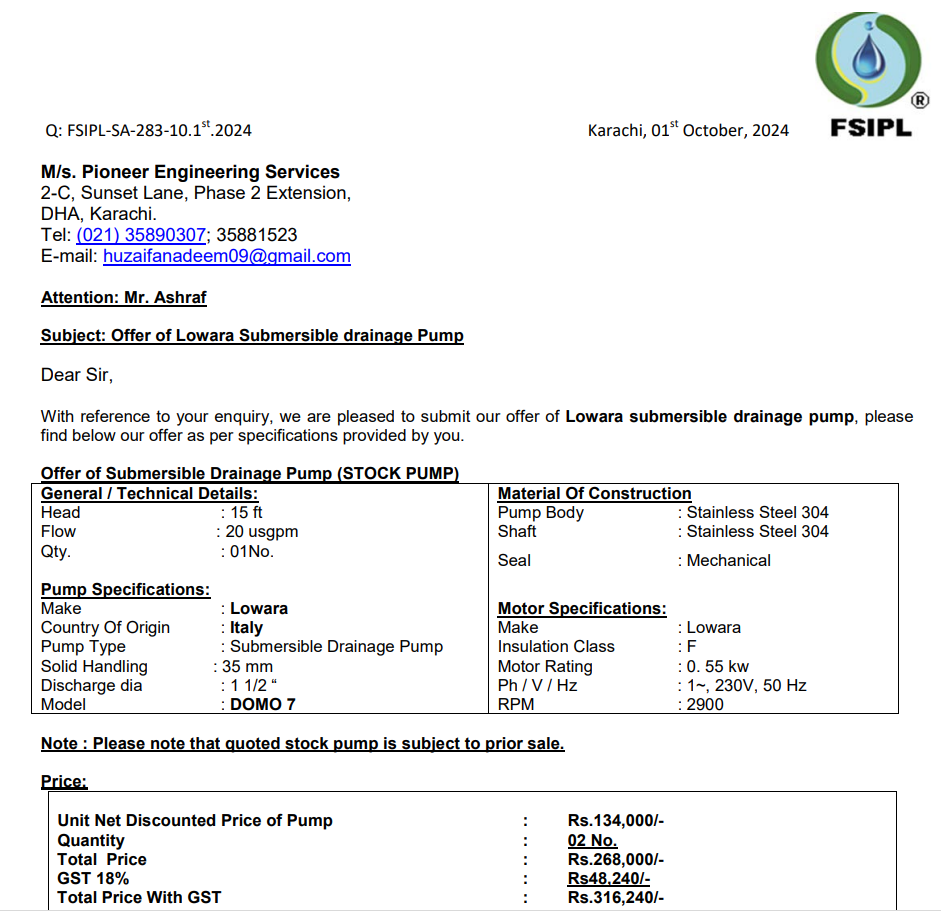 ®
FSIPL
Q: FSIPL-SA-283-10.1st.2024 Karachi, 01st October, 2024
M/s. Pioneer Engineering Services
2-C, Sunset Lane, Phase 2 Extension,
DHA, Karachi.
Tel: (021) 35890307; 35881523
E-mail: huzaifanadeem09@gmail.com
Attention: Mr. Ashraf
Subject: Offer of Lowara Submersible drainage Pump
Dear Sir,
With reference to your enquiry, we are pleased to submit our offer of Lowara submersible drainage pump, please
find below our offer as per specifications provided by you.
Offer of Submersible Drainage Pump (STOCK PUMP)
General / Technical Details:
Head : 15 ft
Flow : 20 usgpm
Qty. : 01No.
Pump Specifications:
Make : Lowara
Country Of Origin : Italy
Pump Type : Submersible Drainage Pump
Solid Handling : 35 mm
Discharge dia : 1 1/2 “
Model : DOMO 7
Material Of Construction
Pump Body : Stainless Steel 304
Shaft : Stainless Steel 304
Seal : Mechanical
Motor Specifications:
Make : Lowara
Insulation Class : F
Motor Rating : 0. 55 kw
Ph / V / Hz : 1~, 230V, 50 Hz
RPM : 2900
Note : Please note that quoted stock pump is subject to prior sale.
Price:
Unit Net Discounted Price of Pump : Rs.134,000/-
Quantity : 02 No.
Total Price : Rs.268,000/-
GST 18% : Rs48,240/-
Total Price With GST : Rs.316,240/-